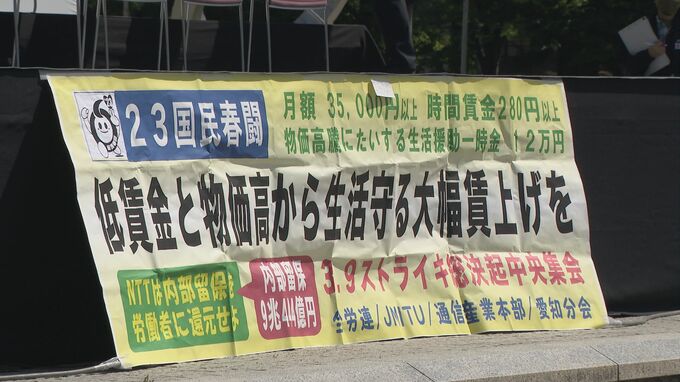 23国民春闘
月額 35,000円以上 時間賃金280円以上
物価高騰にたいする生活援助一時金 12万円
低賃金と物価高から生活守る大幅賃上げを
NTTは内部留保を
労働者に還元せよ
内部留保
9兆44億円
3.9ストライキ総決起中央集会
全労連/JMITU/通信産業本部/愛知分会